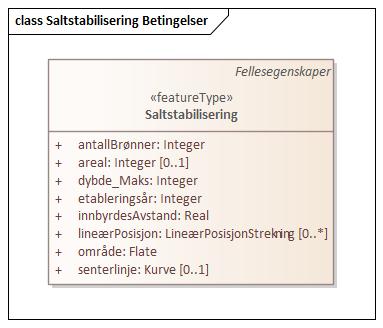 class Saltstabilisering Betingelser
Fellesegenskaper
«featureType»
Saltstabilisering
+ antallBrønner: Integer
+ areal: Integer [0..1]
+ dybde_Maks: Integer
+ etableringsår: Integer
+ innbyrdesAvstand: Real
+ lineærPosisjon: LineærPosisjonStrekning [0..*]
+ område: Flate
+ senterlinje: Kurve [0..1]